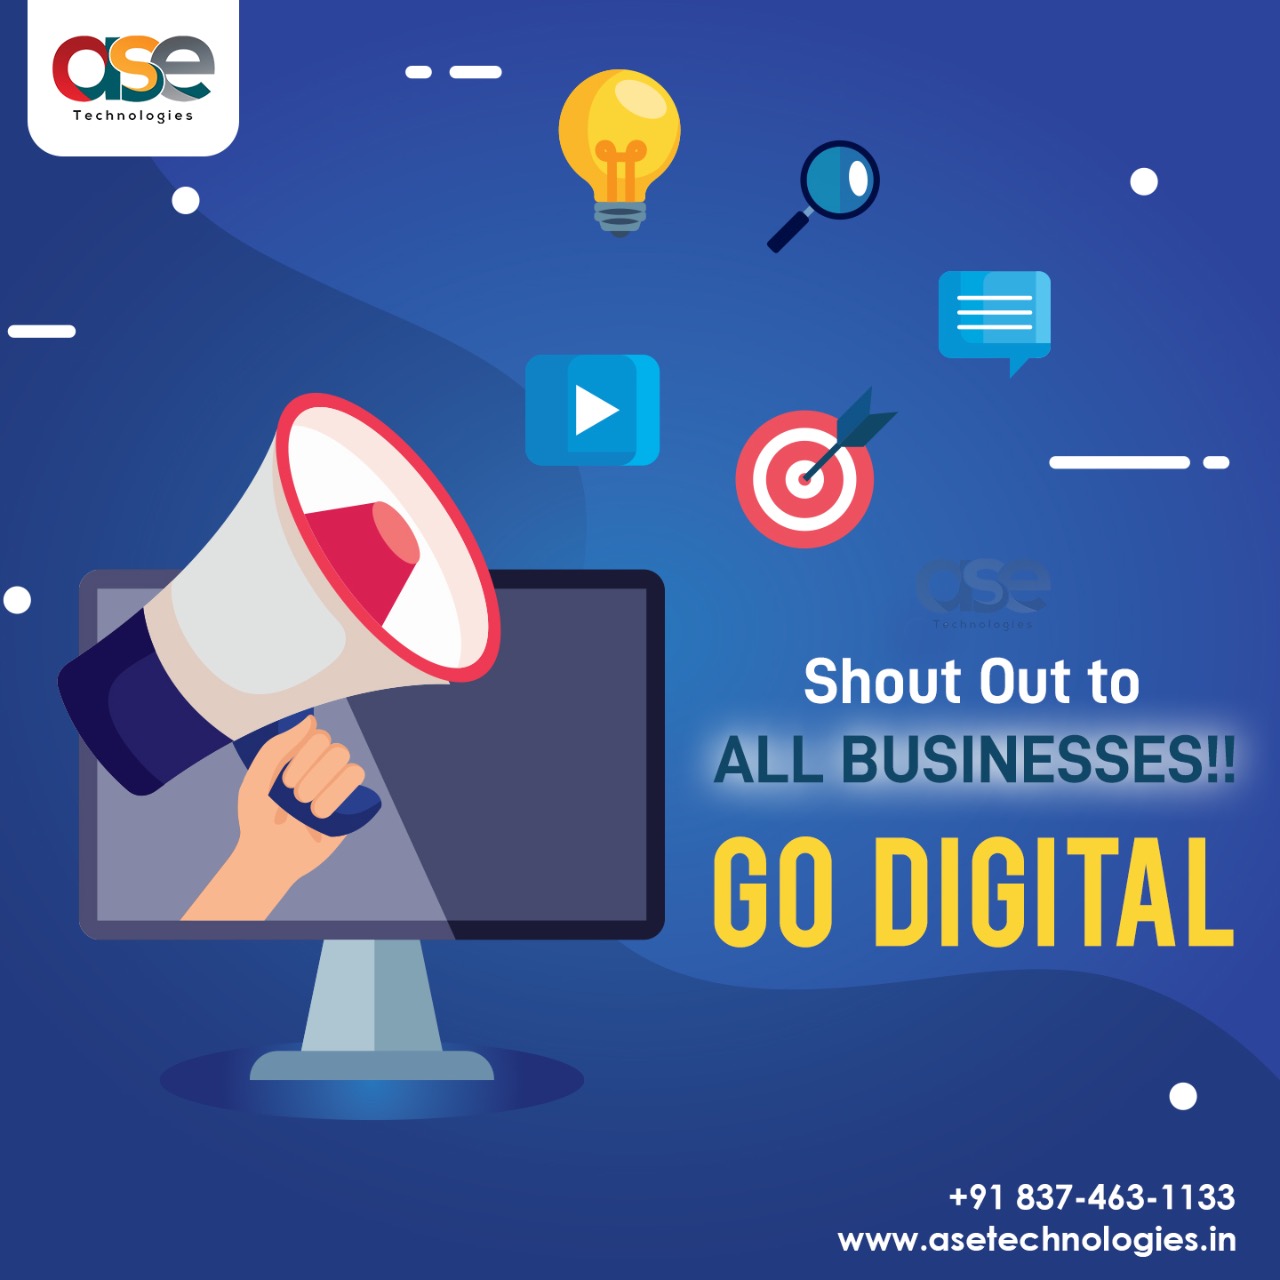 ase
Technologies
ase
Technologies
Shout Out to
ALL BUSINESSES!!
GO DIGITAL
+91 837-463-1133
www.asetechnologies.in